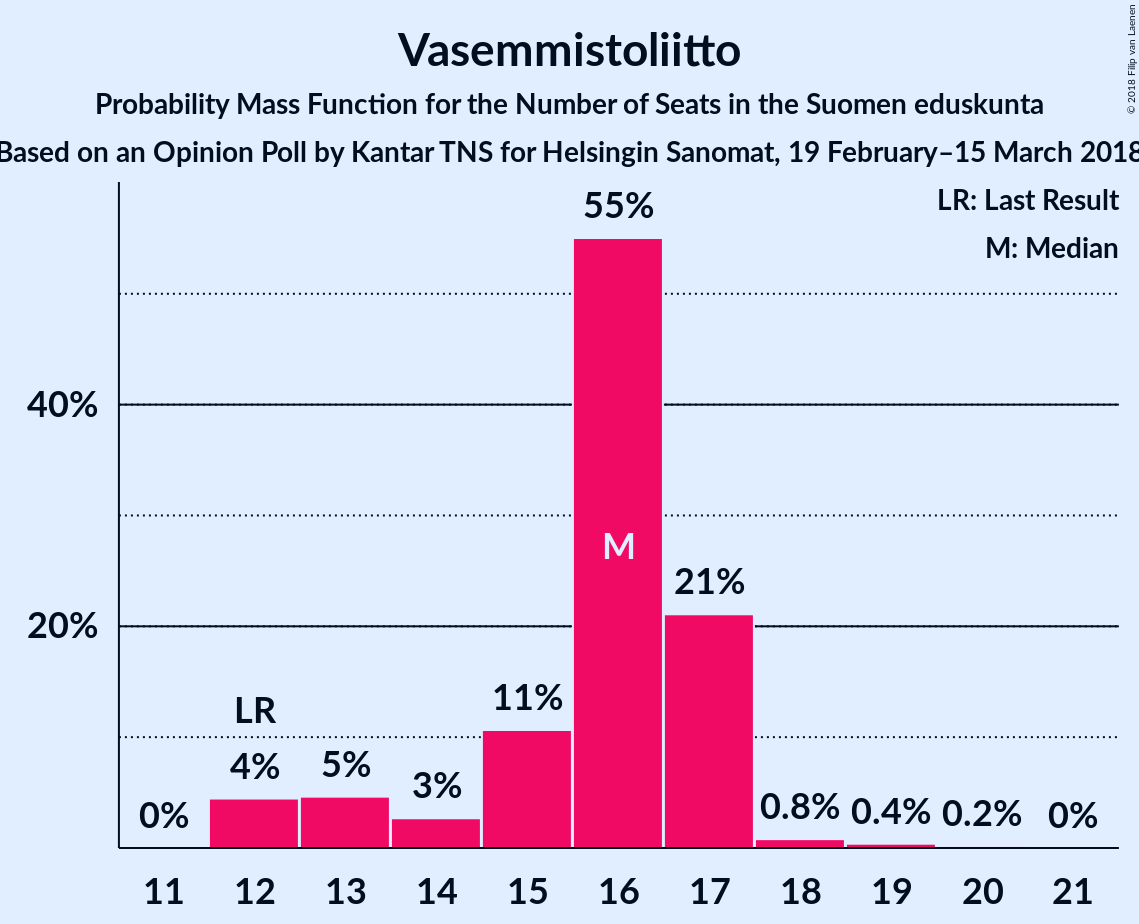 Vasemmistoliitto
Probability Mass Function for the Number of Seats in the Suomen eduskunta
Based on an Opinion Poll by Kantar TNS for Helsingin Sanomat, 19 February–15 March 2018
© 2018 Filip van Laenen
LR: Last Result
M: Median
55%
40%
M
21%
20%
LR
11%
4%
5%
3%
0%
0.8%
0.4%
0.2%
0%
11 12 13 14 15 16 17 18 19 20 21